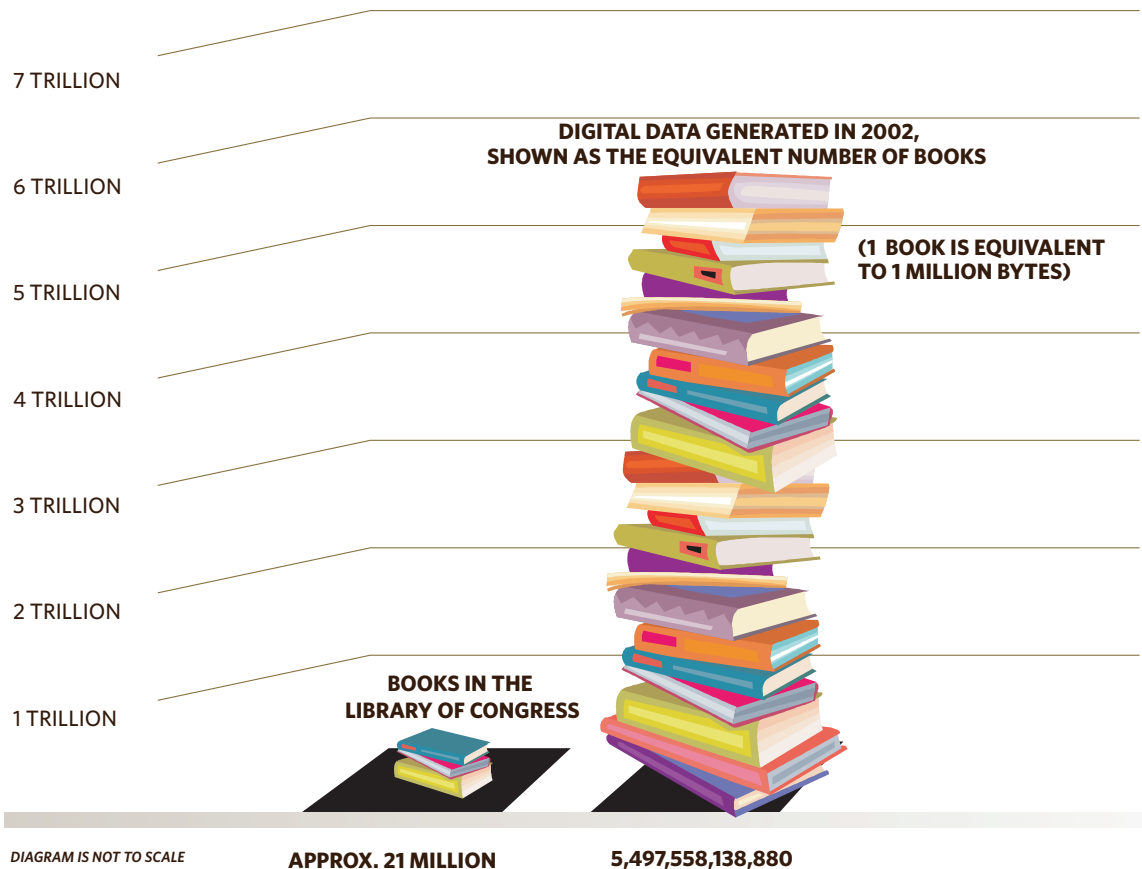 7 TRILLION
DIGITAL DATA GENERATED IN 2002,
SHOWN AS THE EQUIVALENT NUMBER OF BOOKS
6 TRILLION
(1 BOOK IS EQUIVALENT
TO 1 MILLION BYTES)
5 TRILLION
4 TRILLION
3 TRILLION
2 TRILLION
BOOKS IN THE
LIBRARY OF CONGRESS
1 TRILLION
DIAGRAM IS NOT TO SCALE
APPROX. 21 MILLION
5,497,558,138,880